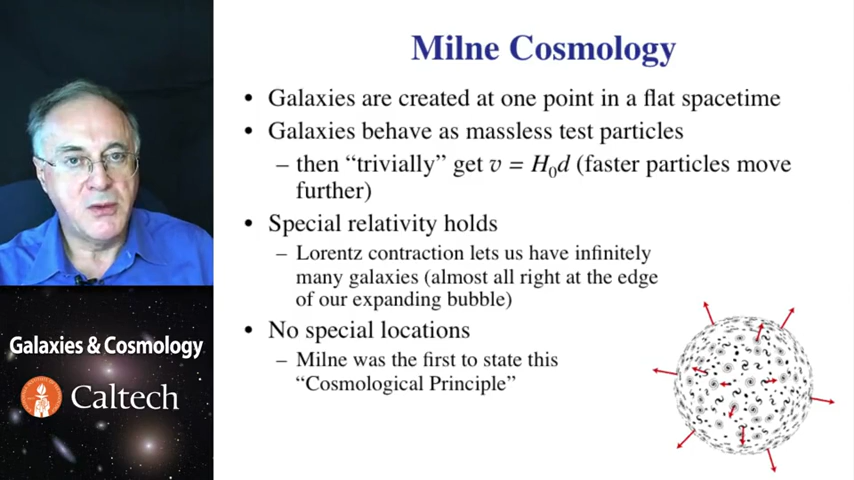 Milne Cosmology
• Galaxies are created at one point in a flat spacetime
• Galaxies behave as massless test particles
– then “trivially” get v = H₀d (faster particles move
further)
• Special relativity holds
– Lorentz contraction lets us have infinitely
many galaxies (almost all right at the edge
of our expanding bubble)
• No special locations
– Milne was the first to state this
“Cosmological Principle”
Galaxies & Cosmology
Caltech